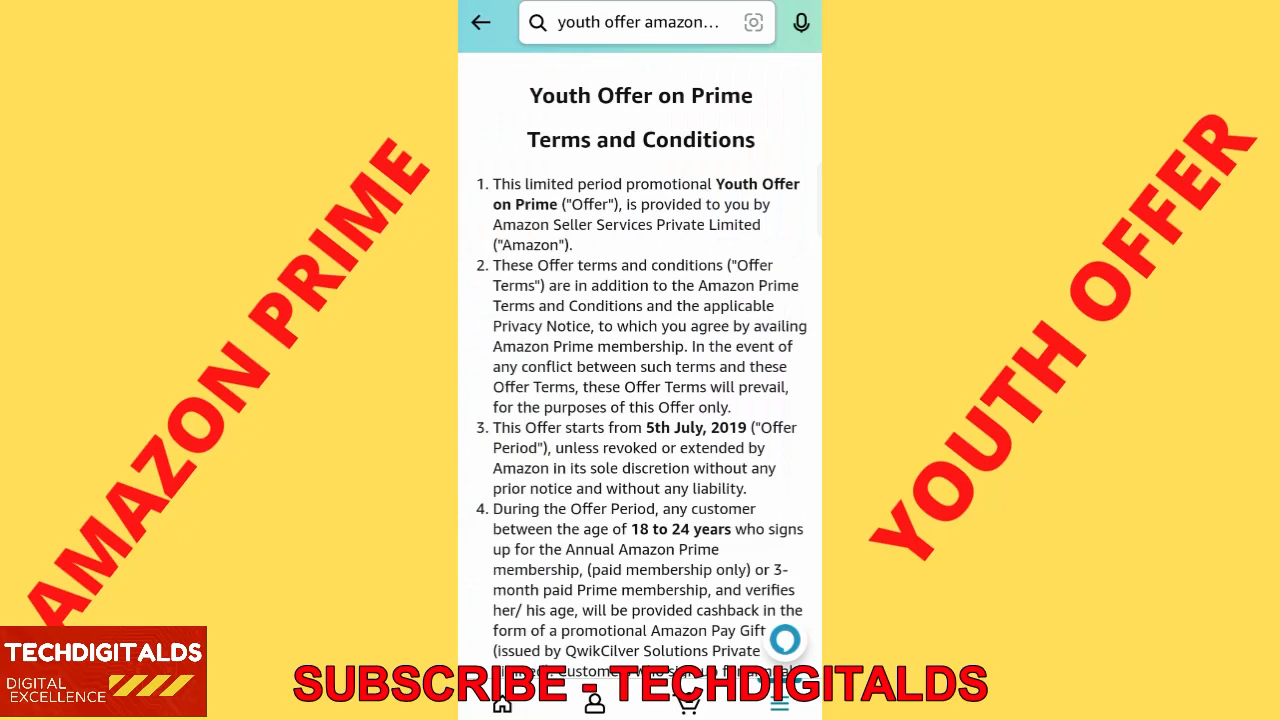 youth offer amazon...
Youth Offer on Prime
Terms and Conditions
1. This limited period promotional Youth Offer
on Prime ("Offer"), is provided to you by
Amazon Seller Services Private Limited
("Amazon").
2. These Offer terms and conditions ("Offer
Terms") are in addition to the Amazon Prime
Terms and Conditions and the applicable
Privacy Notice, to which you agree by availing
Amazon Prime membership. In the event of
any conflict between such terms and these
Offer Terms, these Offer Terms will prevail,
for the purposes of this Offer only.
3. This Offer starts from 5th July, 2019 ("Offer
Period"), unless revoked or extended by
Amazon in its sole discretion without any
prior notice and without any liability.
4. During the Offer Period, any customer
between the age of 18 to 24 years who signs
up for the Annual Amazon Prime
membership, (paid membership only) or 3-
month paid Prime membership, and verifies
her/ his age, will be provided cashback in the
form of a promotional Amazon Pay Gift
(issued by QwikCilver Solutions Private
AMAZON PRIME
YOUTH OFFER
TECHDIGITALDS
DIGITAL
EXCELLENCE
SUBSCRIBE - TECHDIGITALDS